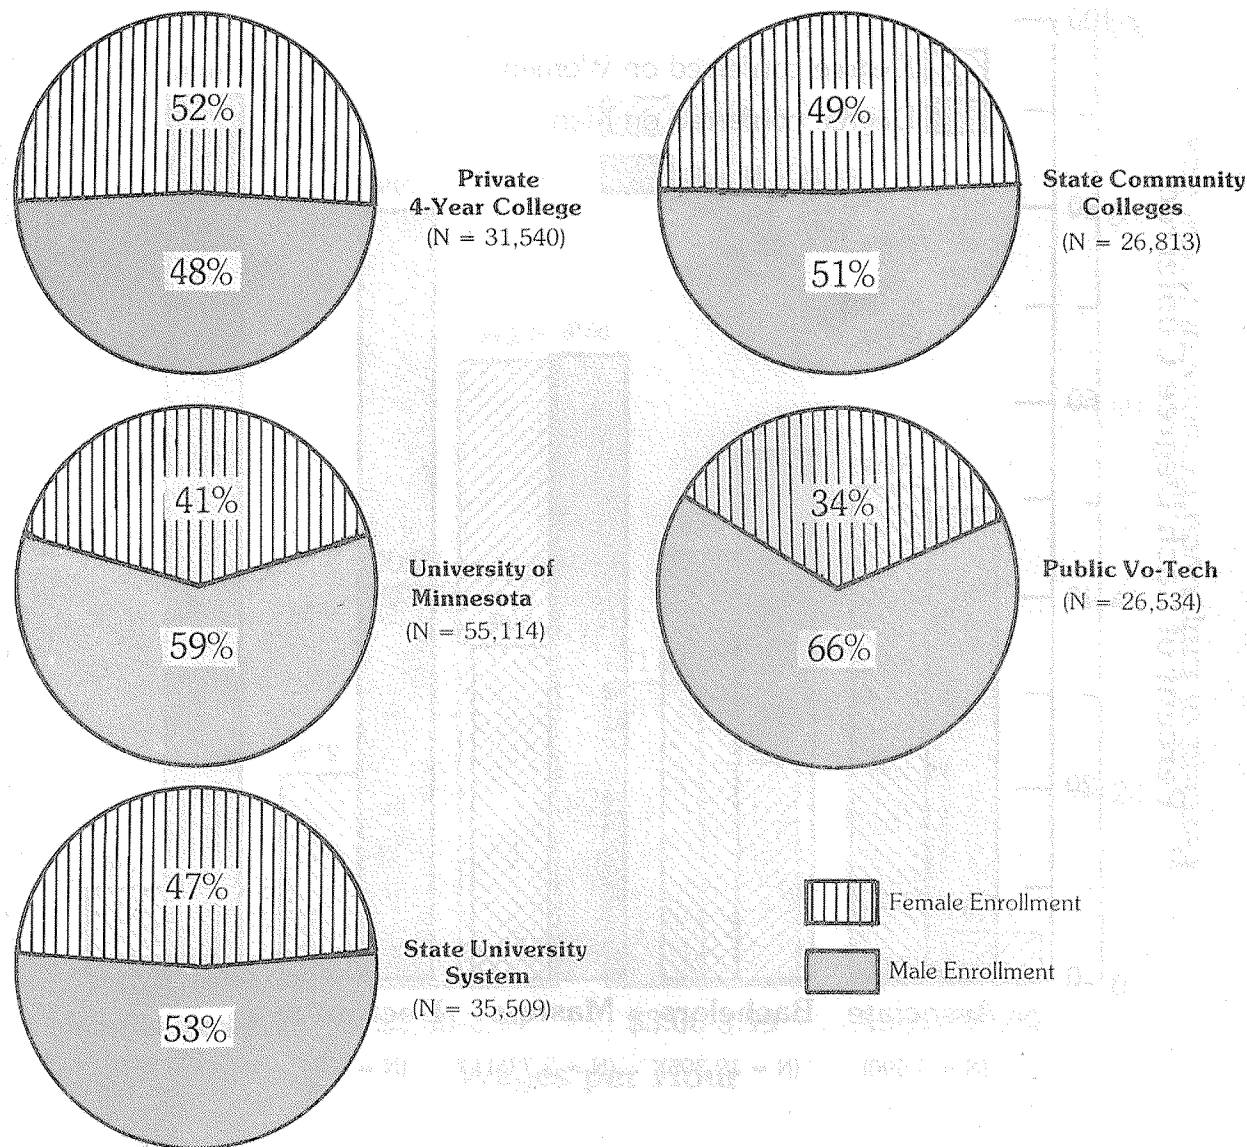 52%
48%
Private
4-Year College
(N = 31,540)
49%
51%
State Community
Colleges
(N = 26,813)
41%
59%
University of
Minnesota
(N = 55,114)
34%
66%
Public Vo-Tech
(N = 26,534)
47%
53%
State University
System
(N = 35,509)
Female Enrollment
Male Enrollment